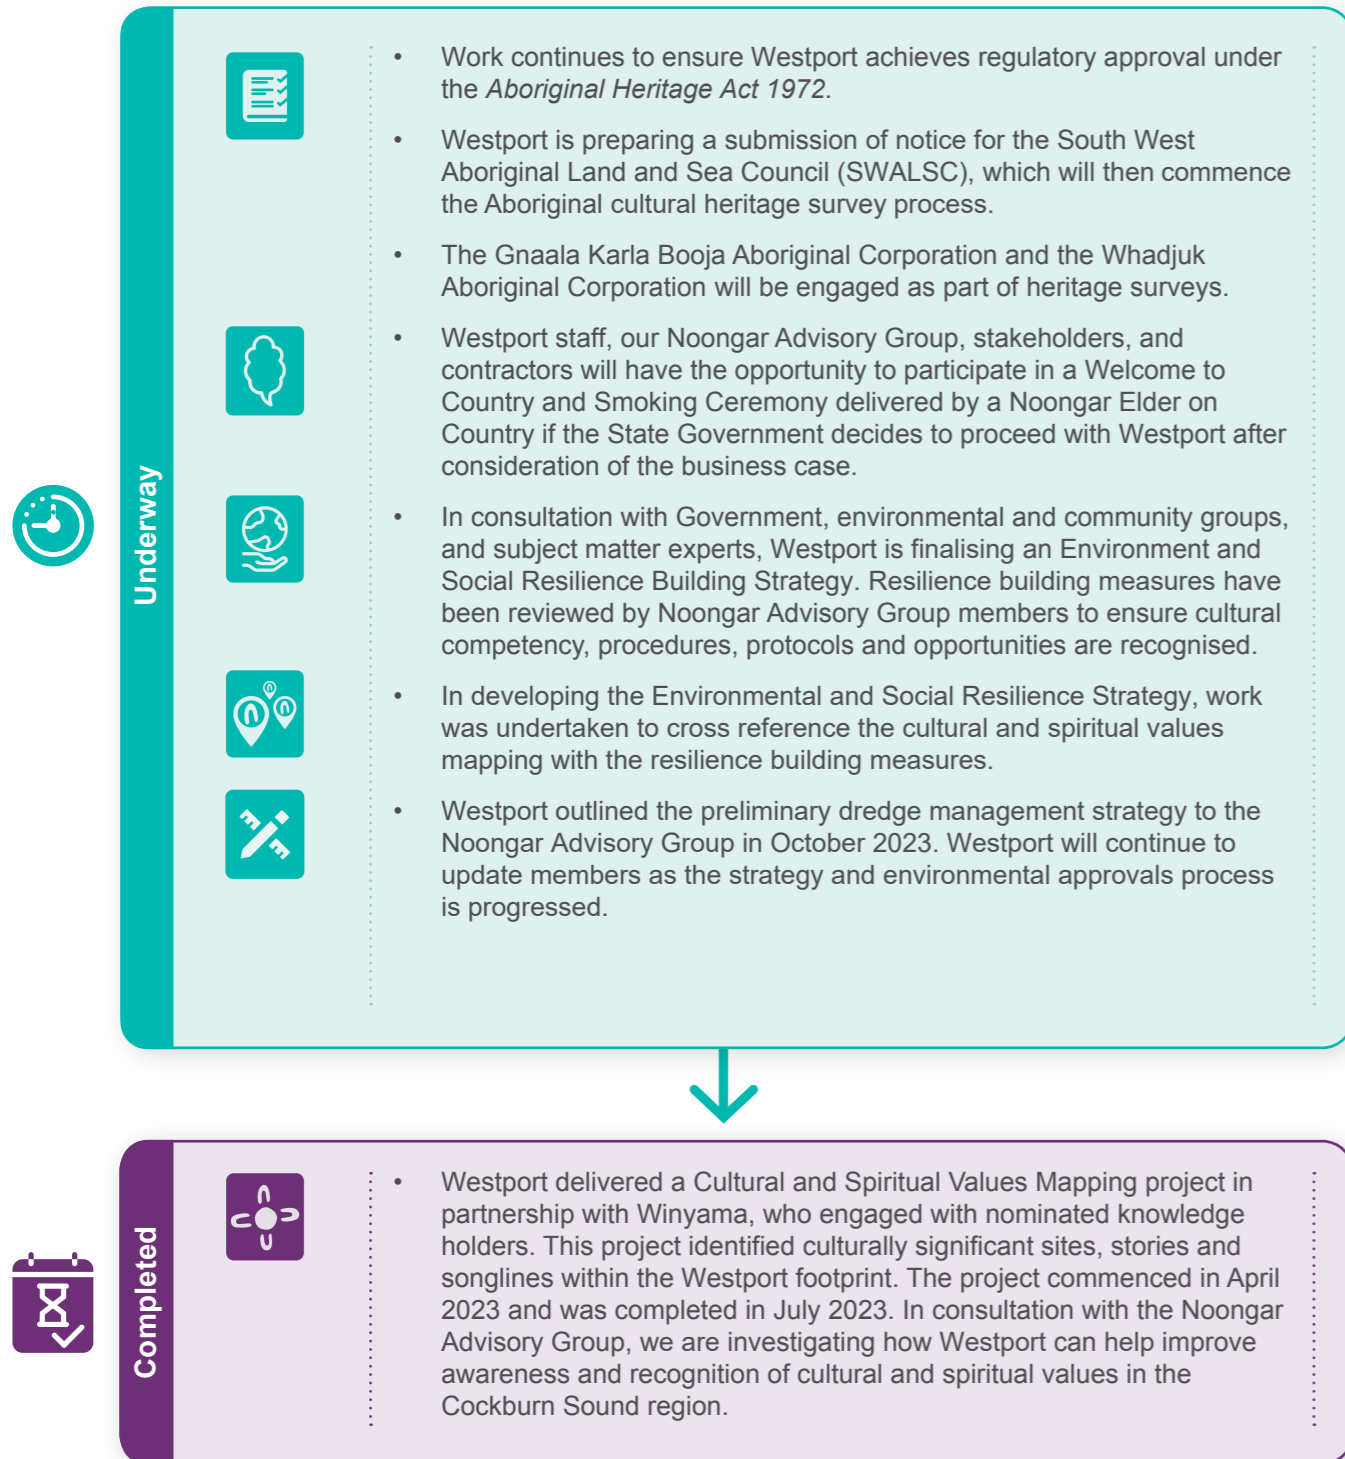 Underway
• Work continues to ensure Westport achieves regulatory approval under
the Aboriginal Heritage Act 1972.
• Westport is preparing a submission of notice for the South West
Aboriginal Land and Sea Council (SWALSC), which will then commence
the Aboriginal cultural heritage survey process.
• The Gnaala Karla Booja Aboriginal Corporation and the Whadjuk
Aboriginal Corporation will be engaged as part of heritage surveys.
• Westport staff, our Noongar Advisory Group, stakeholders, and
contractors will have the opportunity to participate in a Welcome to
Country and Smoking Ceremony delivered by a Noongar Elder on
Country if the State Government decides to proceed with Westport after
consideration of the business case.
• In consultation with Government, environmental and community groups,
and subject matter experts, Westport is finalising an Environment and
Social Resilience Building Strategy. Resilience building measures have
been reviewed by Noongar Advisory Group members to ensure cultural
competency, procedures, protocols and opportunities are recognised.
• In developing the Environmental and Social Resilience Strategy, work
was undertaken to cross reference the cultural and spiritual values
mapping with the resilience building measures.
• Westport outlined the preliminary dredge management strategy to the
Noongar Advisory Group in October 2023. Westport will continue to
update members as the strategy and environmental approvals process
is progressed.
Completed
• Westport delivered a Cultural and Spiritual Values Mapping project in
partnership with Winyama, who engaged with nominated knowledge
holders. This project identified culturally significant sites, stories and
songlines within the Westport footprint. The project commenced in April
2023 and was completed in July 2023. In consultation with the Noongar
Advisory Group, we are investigating how Westport can help improve
awareness and recognition of cultural and spiritual values in the
Cockburn Sound region.